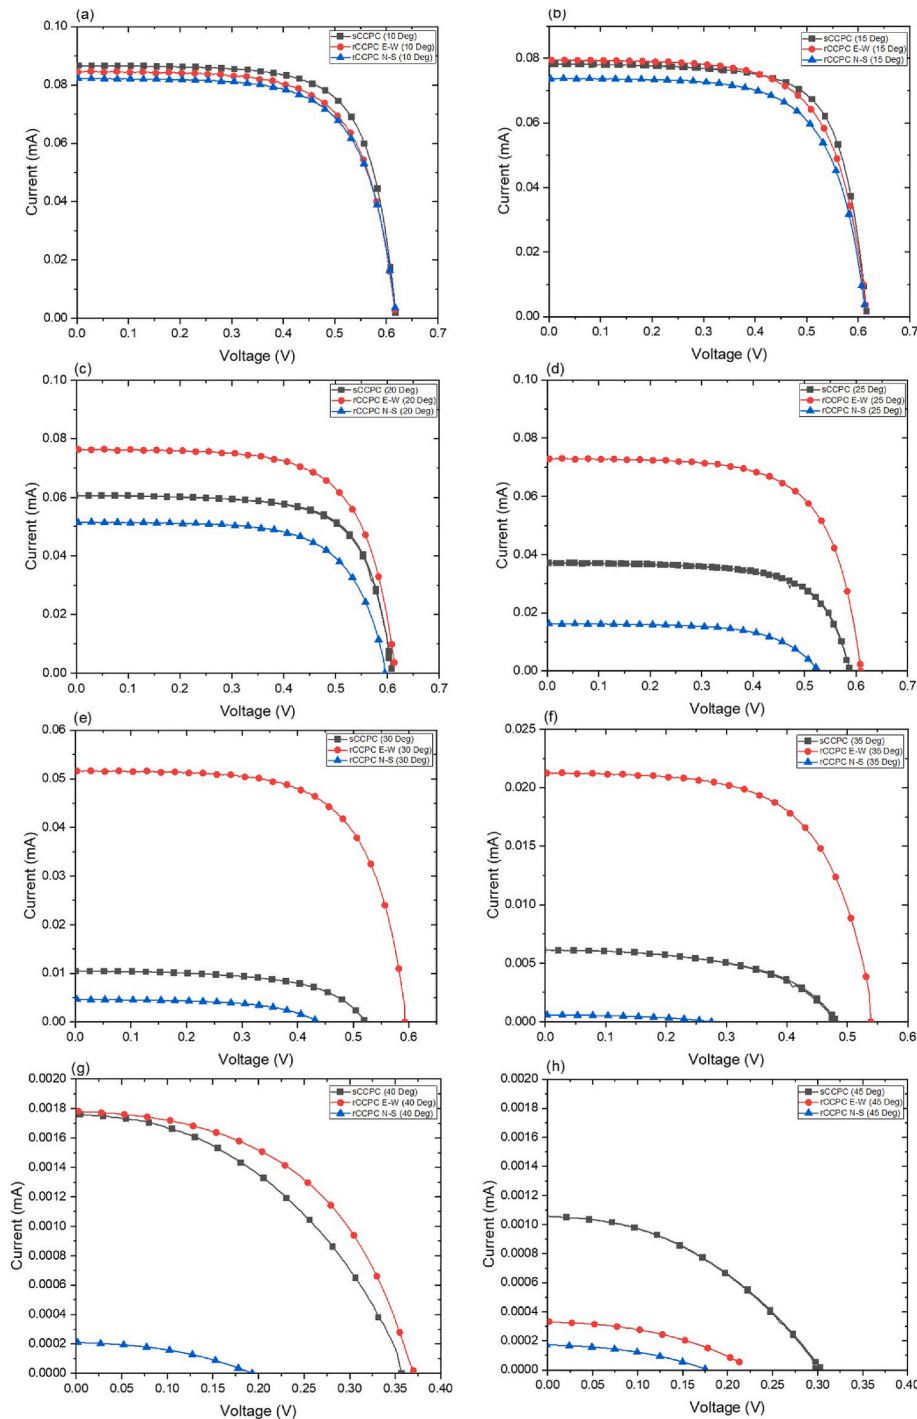 (a)
sCCPC (10 Deg)
rCCPC E-W (10 Deg)
rCCPC N-S (10 Deg)
0.10
0.08
0.06
0.04
0.02
0.00
Current (mA)
0.0 0.1 0.2 0.3 0.4 0.5 0.6 0.7
Voltage (V)
(b)
sCCPC (15 Deg)
rCCPC E-W (15 Deg)
rCCPC N-S (15 Deg)
0.08
0.06
0.04
0.02
0.00
Current (mA)
0.0 0.1 0.2 0.3 0.4 0.5 0.6 0.7
Voltage (V)
(c)
sCCPC (20 Deg)
rCCPC E-W (20 Deg)
rCCPC N-S (20 Deg)
0.10
0.08
0.06
0.04
0.02
0.00
Current (mA)
0.0 0.1 0.2 0.3 0.4 0.5 0.6 0.7
Voltage (V)
(d)
sCCPC (25 Deg)
rCCPC E-W (25 Deg)
rCCPC N-S (25 Deg)
0.10
0.08
0.06
0.04
0.02
0.00
Current (mA)
0.0 0.1 0.2 0.3 0.4 0.5 0.6 0.7
Voltage (V)
(e)
sCCPC (30 Deg)
rCCPC E-W (30 Deg)
rCCPC N-S (30 Deg)
0.06
0.05
0.04
0.03
0.02
0.01
0.00
Current (mA)
0.0 0.1 0.2 0.3 0.4 0.5 0.6
Voltage (V)
(f)
sCCPC (35 Deg)
rCCPC E-W (35 Deg)
rCCPC N-S (35 Deg)
0.025
0.020
0.015
0.010
0.005
0.000
Current (mA)
0.0 0.1 0.2 0.3 0.4 0.5 0.6
Voltage (V)
(g)
sCCPC (40 Deg)
rCCPC E-W (40 Deg)
rCCPC N-S (40 Deg)
0.0020
0.0018
0.0016
0.0014
0.0012
0.0010
0.0008
0.0006
0.0004
0.0002
0.0000
Current (mA)
0.00 0.05 0.10 0.15 0.20 0.25 0.30 0.35 0.40
Voltage (V)
(h)
sCCPC (45 Deg)
rCCPC E-W (45 Deg)
rCCPC N-S (45 Deg)
0.0020
0.0018
0.0016
0.0014
0.0012
0.0010
0.0008
0.0006
0.0004
0.0002
0.0000
Current (mA)
0.00 0.05 0.10 0.15 0.20 0.25 0.30 0.35 0.40
Voltage (V)